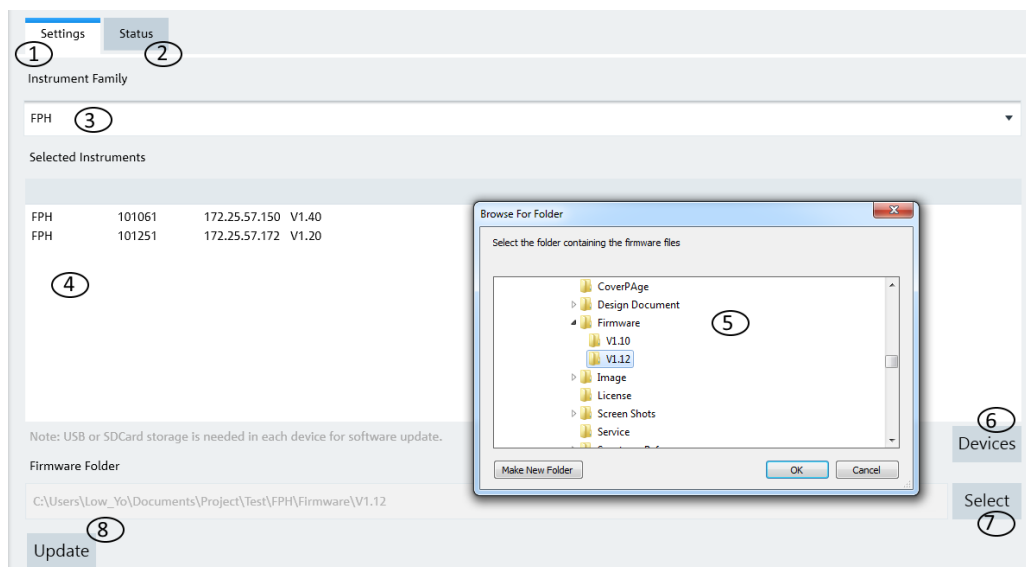 Settings
Status
1
2
Instrument Family
FPH
3
Selected Instruments
FPH 101061 172.25.57.150 V1.40
FPH 101251 172.25.57.172 V1.20
4
Browse For Folder
Select the folder containing the firmware files
CoverPAge
Design Document
Firmware
5
V1.10
V1.12
Image
License
Screen Shots
Service
Make New Folder
OK
Cancel
Note: USB or SDCard storage is needed in each device for software update.
6
Devices
Firmware Folder
C:\Users\Low_Yo\Documents\Project\Test\FPH\Firmware\V1.12
Select
7
8
Update